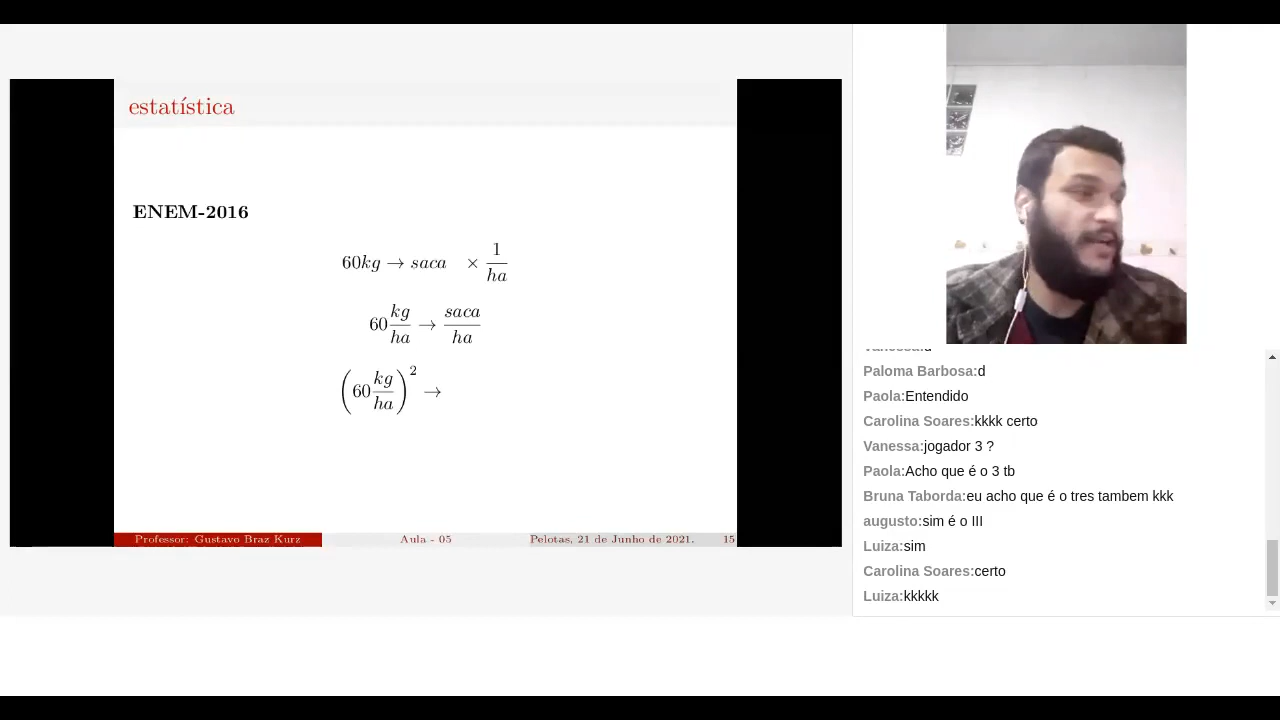 estatística
ENEM-2016
60kg → saca × 1/ha
60 kg/ha → saca/ha
(60 kg/ha)² →
Professor: Gustavo Braz Kurz Aula - 05 Pelotas, 21 de Junho de 2021. 15
Paloma Barbosa:d
Paola:Entendido
Carolina Soares:kkkk certo
Vanessa:jogador 3 ?
Paola:Acho que é o 3 tb
Bruna Taborda:eu acho que é o tres tambem kkk
augusto:sim é o III
Luiza:sim
Carolina Soares:certo
Luiza:kkkkk